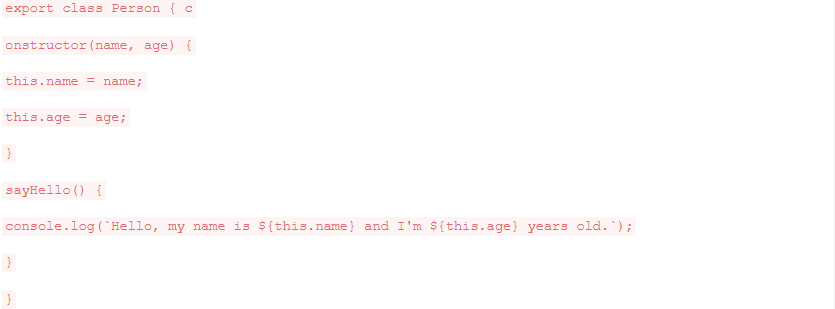 export class Person { c
onstructor(name, age) {
this.name = name;
this.age = age;
}
sayHello() {
console.log(`Hello, my name is ${this.name} and I'm ${this.age} years old.`);
}
}